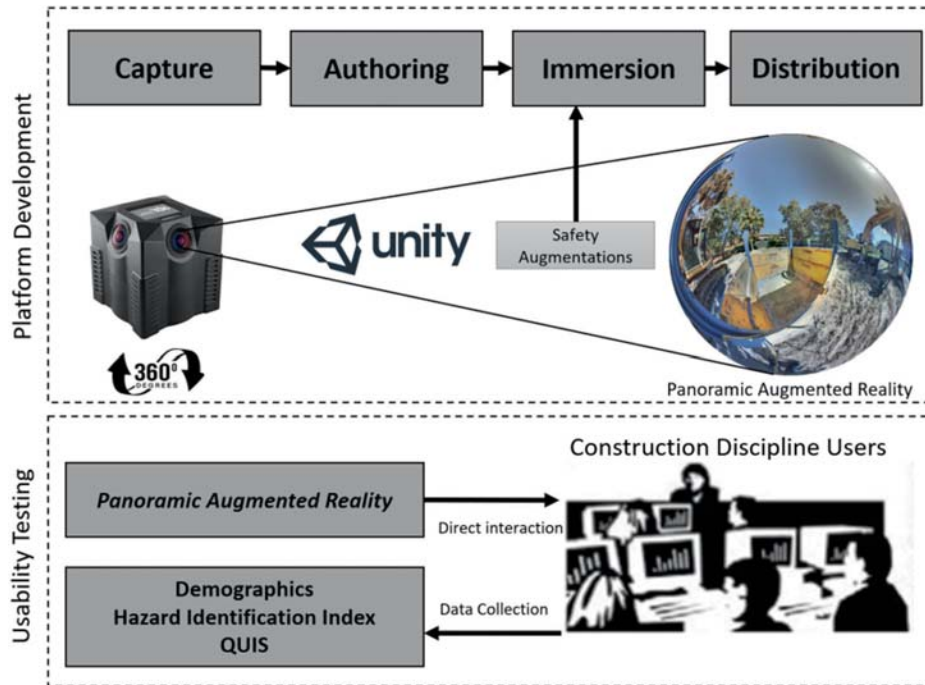 Platform Development
Capture
Authoring
Immersion
Distribution
unity
Safety
Augmentations
360°
DEGREES
Panoramic Augmented Reality
Usability Testing
Construction Discipline Users
Panoramic Augmented Reality
Direct interaction
Demographics
Hazard Identification Index
QUIS
Data Collection